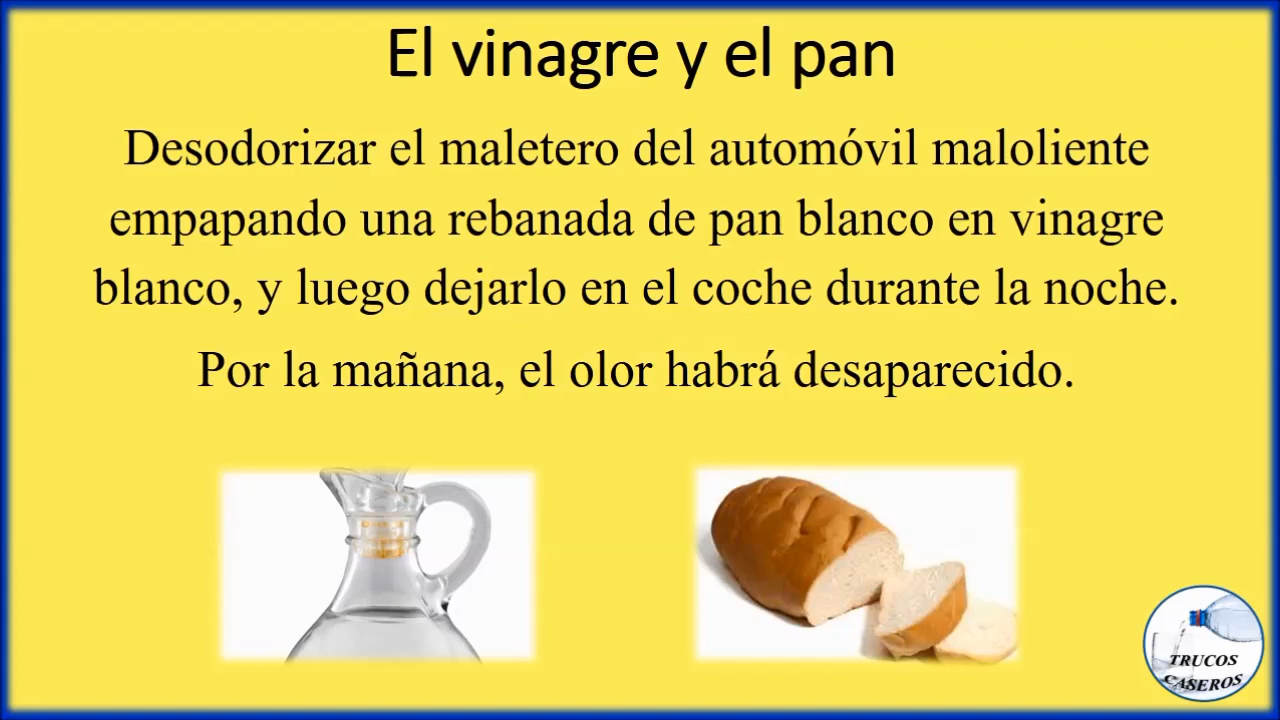 El vinagre y el pan
Desodorizar el maletero del automóvil maloliente
empapando una rebanada de pan blanco en vinagre
blanco, y luego dejarlo en el coche durante la noche.
Por la mañana, el olor habrá desaparecido.
TRUCOS
CASEROS